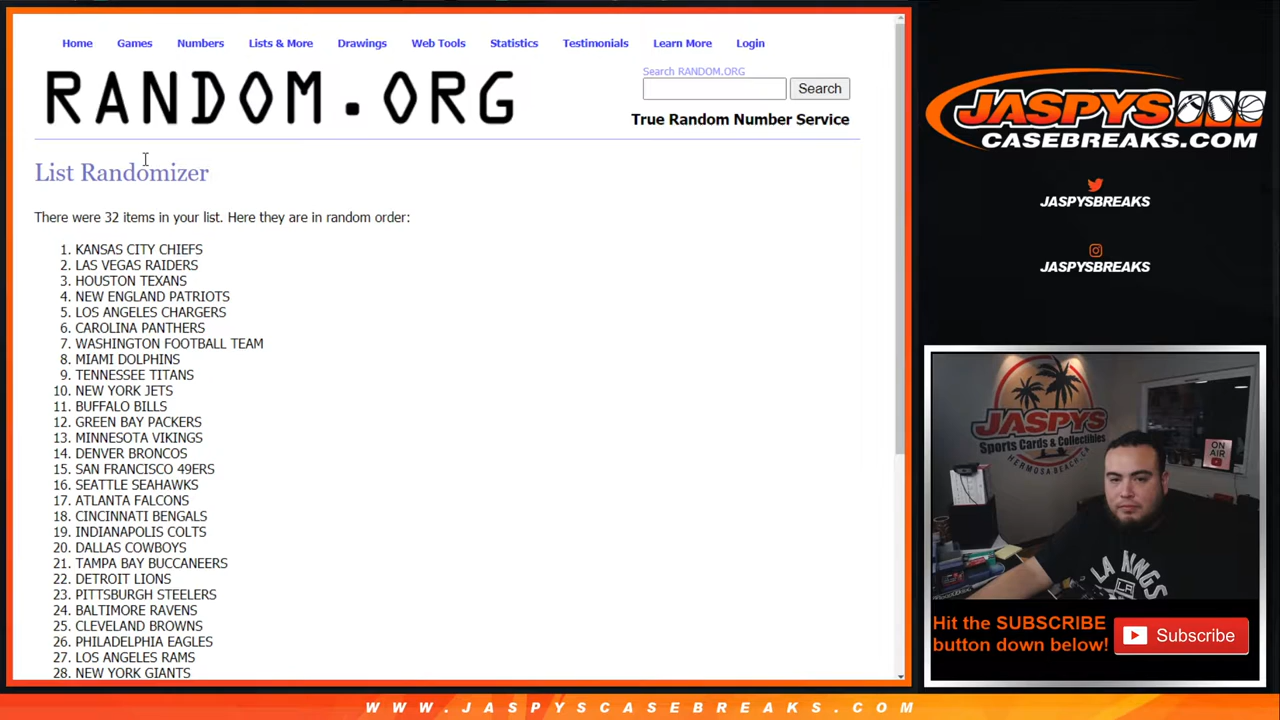 Home Games Numbers Lists & More Drawings Web Tools Statistics Testimonials Learn More Login
RANDOM.ORG
Search RANDOM.ORG
Search
True Random Number Service
List Randomizer
There were 32 items in your list. Here they are in random order:
1. KANSAS CITY CHIEFS
2. LAS VEGAS RAIDERS
3. HOUSTON TEXANS
4. NEW ENGLAND PATRIOTS
5. LOS ANGELES CHARGERS
6. CAROLINA PANTHERS
7. WASHINGTON FOOTBALL TEAM
8. MIAMI DOLPHINS
9. TENNESSEE TITANS
10. NEW YORK JETS
11. BUFFALO BILLS
12. GREEN BAY PACKERS
13. MINNESOTA VIKINGS
14. DENVER BRONCOS
15. SAN FRANCISCO 49ERS
16. SEATTLE SEAHAWKS
17. ATLANTA FALCONS
18. CINCINNATI BENGALS
19. INDIANAPOLIS COLTS
20. DALLAS COWBOYS
21. TAMPA BAY BUCCANEERS
22. DETROIT LIONS
23. PITTSBURGH STEELERS
24. BALTIMORE RAVENS
25. CLEVELAND BROWNS
26. PHILADELPHIA EAGLES
27. LOS ANGELES RAMS
28. NEW YORK GIANTS
JASPYS
CASEBREAKS.COM
JASPYSBREAKS
JASPYSBREAKS
JASPYS
Sports Cards & Collectibles
HERMOSA BEACH, CA
ON
AIR
LA KINGS
LA
Hit the SUBSCRIBE
button down below!
Subscribe
WWW.JASPYSCASEBREAKS.COM